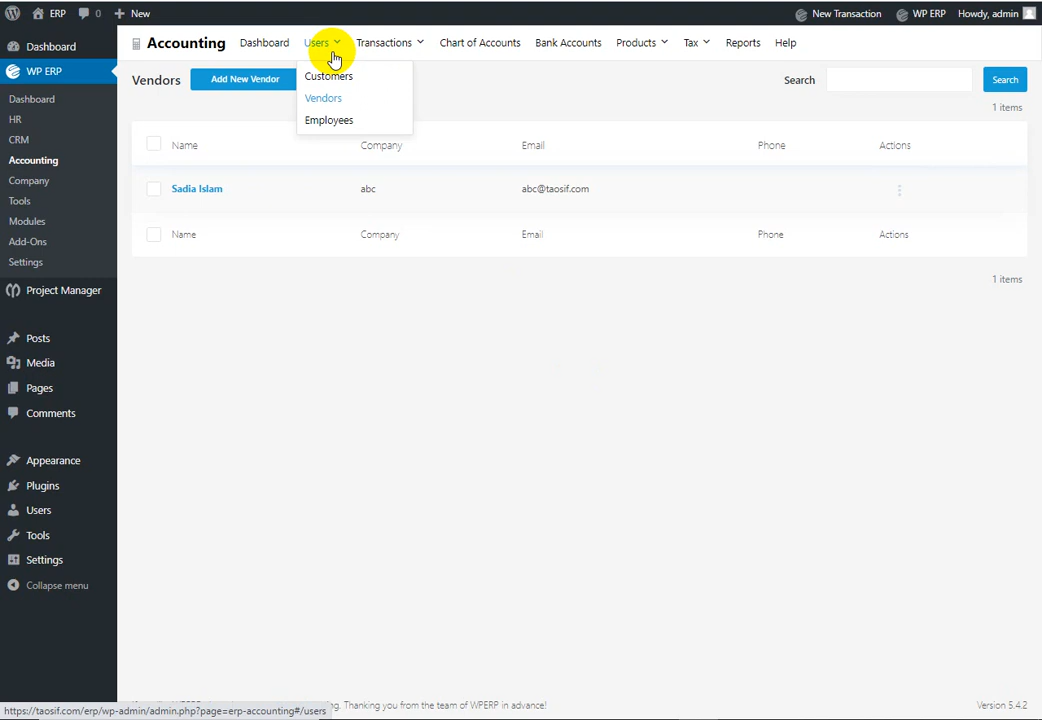 ERP 0 New New Transaction WP ERP Howdy, admin
Dashboard
WP ERP
Dashboard
HR
CRM
Accounting
Company
Tools
Modules
Add-Ons
Settings
Project Manager
Posts
Media
Pages
Comments
Appearance
Plugins
Users
Tools
Settings
Collapse menu
Accounting Dashboard Users Transactions Chart of Accounts Bank Accounts Products Tax Reports Help
Customers
Vendors
Employees
Vendors Add New Vendor Search Search
1 items
Name Company Email Phone Actions
Sadia Islam abc abc@taosif.com
Name Company Email Phone Actions
1 items
https://taosif.com/erp/wp-admin/admin.php?page=erp-accounting#/users
Thanking you from the team of WPERP in advance! Version 5.4.2